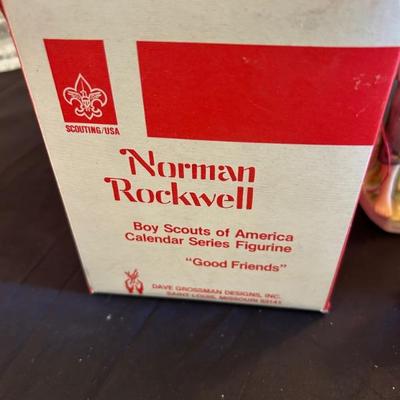 SCOUTING/USA
Norman
Rockwell
Boy Scouts of America
Calendar Series Figurine
"Good Friends"
DAVE GROSSMAN DESIGNS, INC.
SAINT LOUIS, MISSOURI 63141